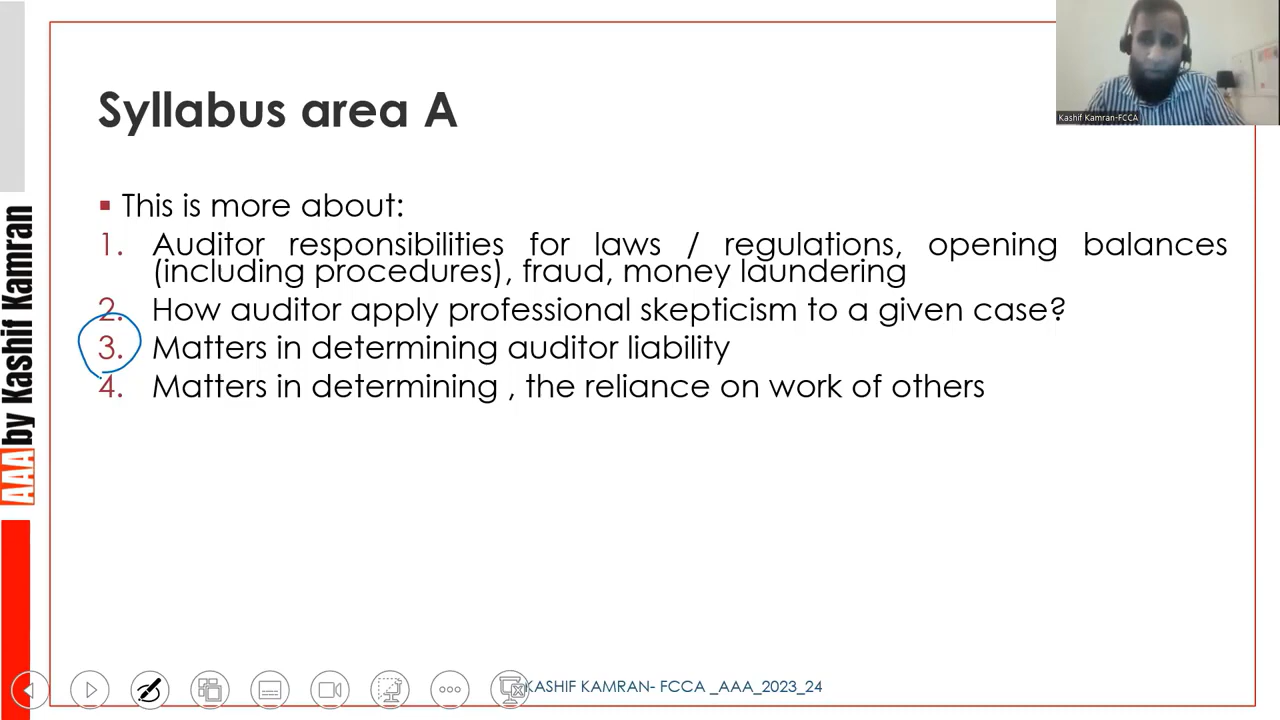 Syllabus area A
Kashif Kamran-FCCA
This is more about:
1. Auditor responsibilities for laws / regulations, opening balances
(including procedures), fraud, money laundering
2. How auditor apply professional skepticism to a given case?
3. Matters in determining auditor liability
4. Matters in determining , the reliance on work of others
AAA by Kashif Kamran
KASHIF KAMRAN- FCCA _AAA_2023_24